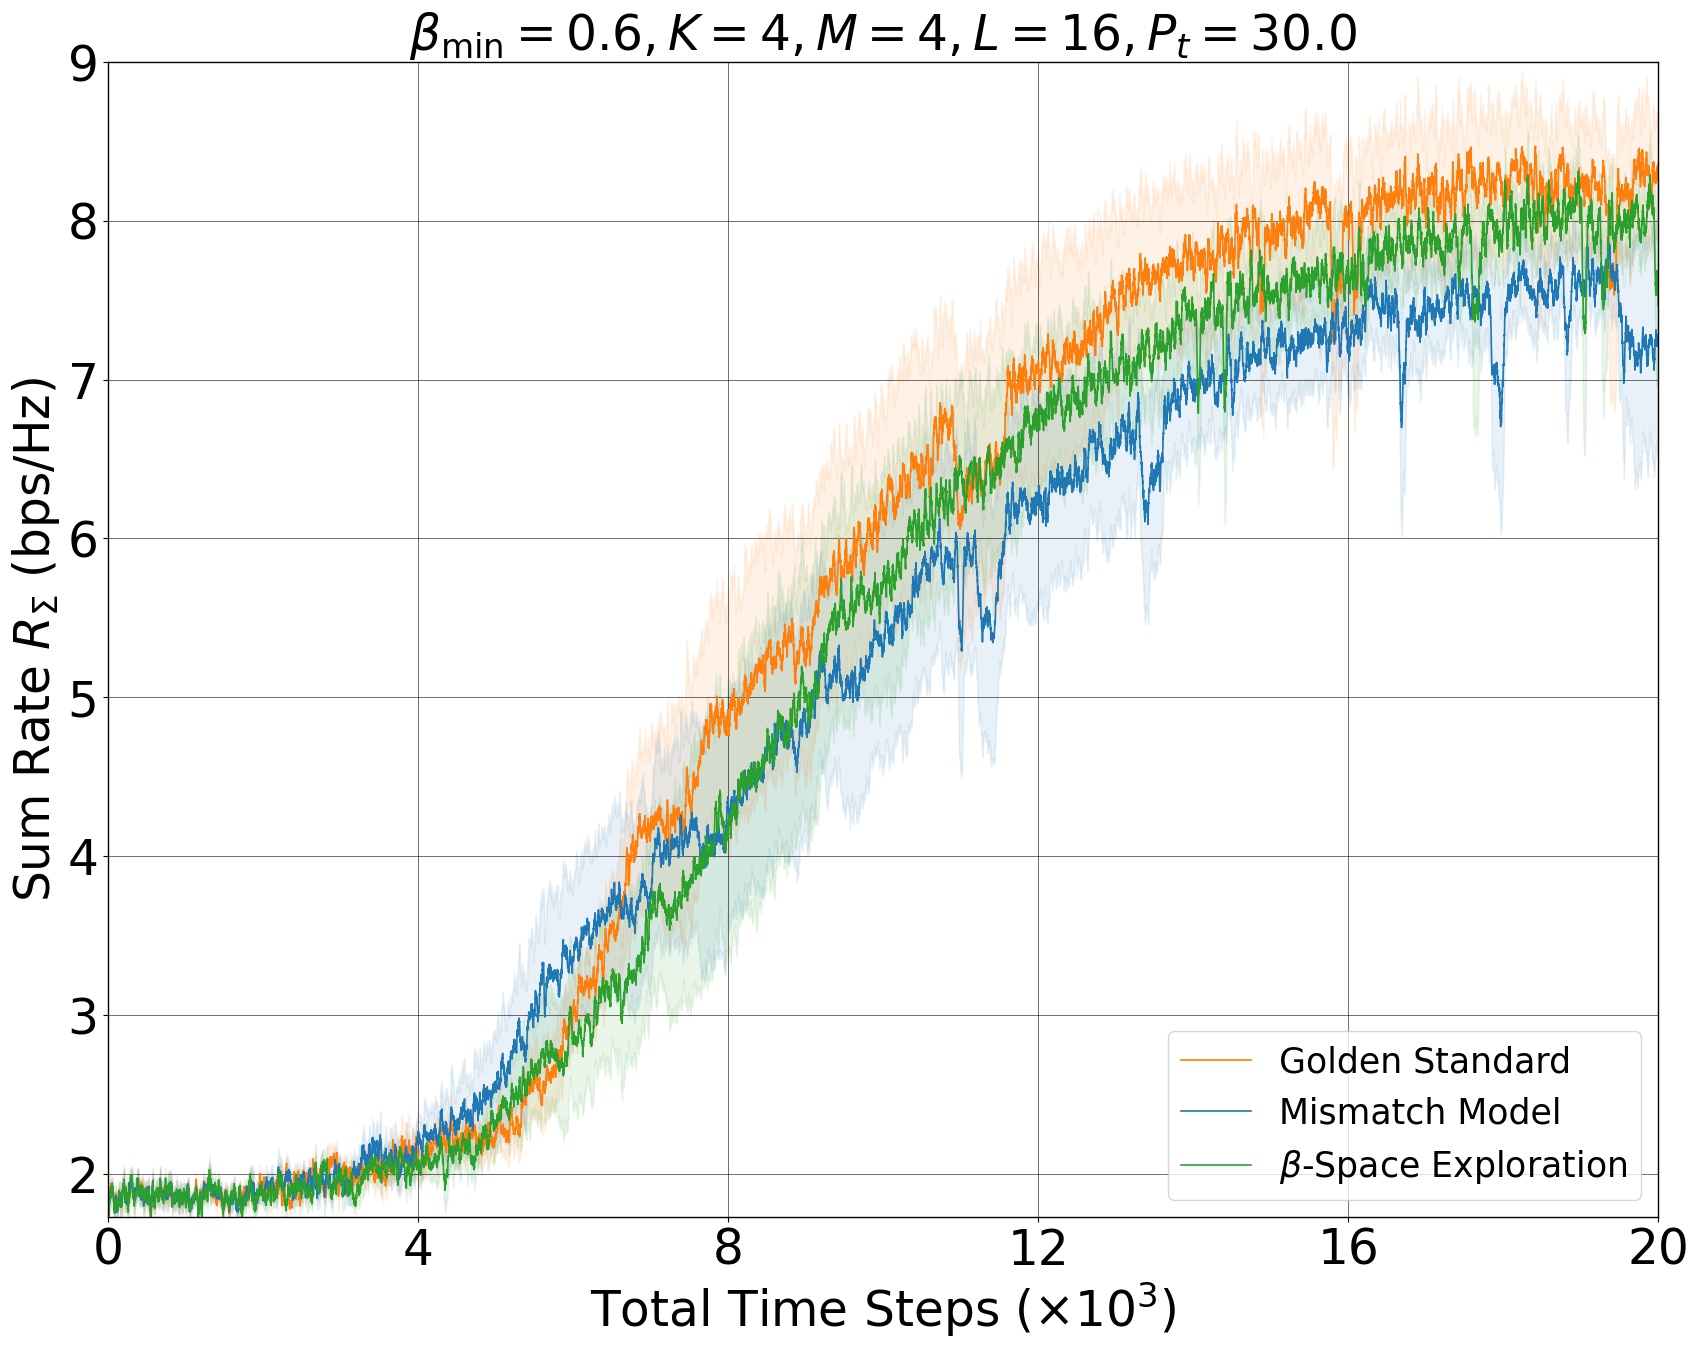 β_min = 0.6, K = 4, M = 4, L = 16, P_t = 30.0
Sum Rate R_Σ (bps/Hz)
9
8
7
6
5
4
3
2
Golden Standard
Mismatch Model
β-Space Exploration
0 4 8 12 16 20
Total Time Steps (×10³)